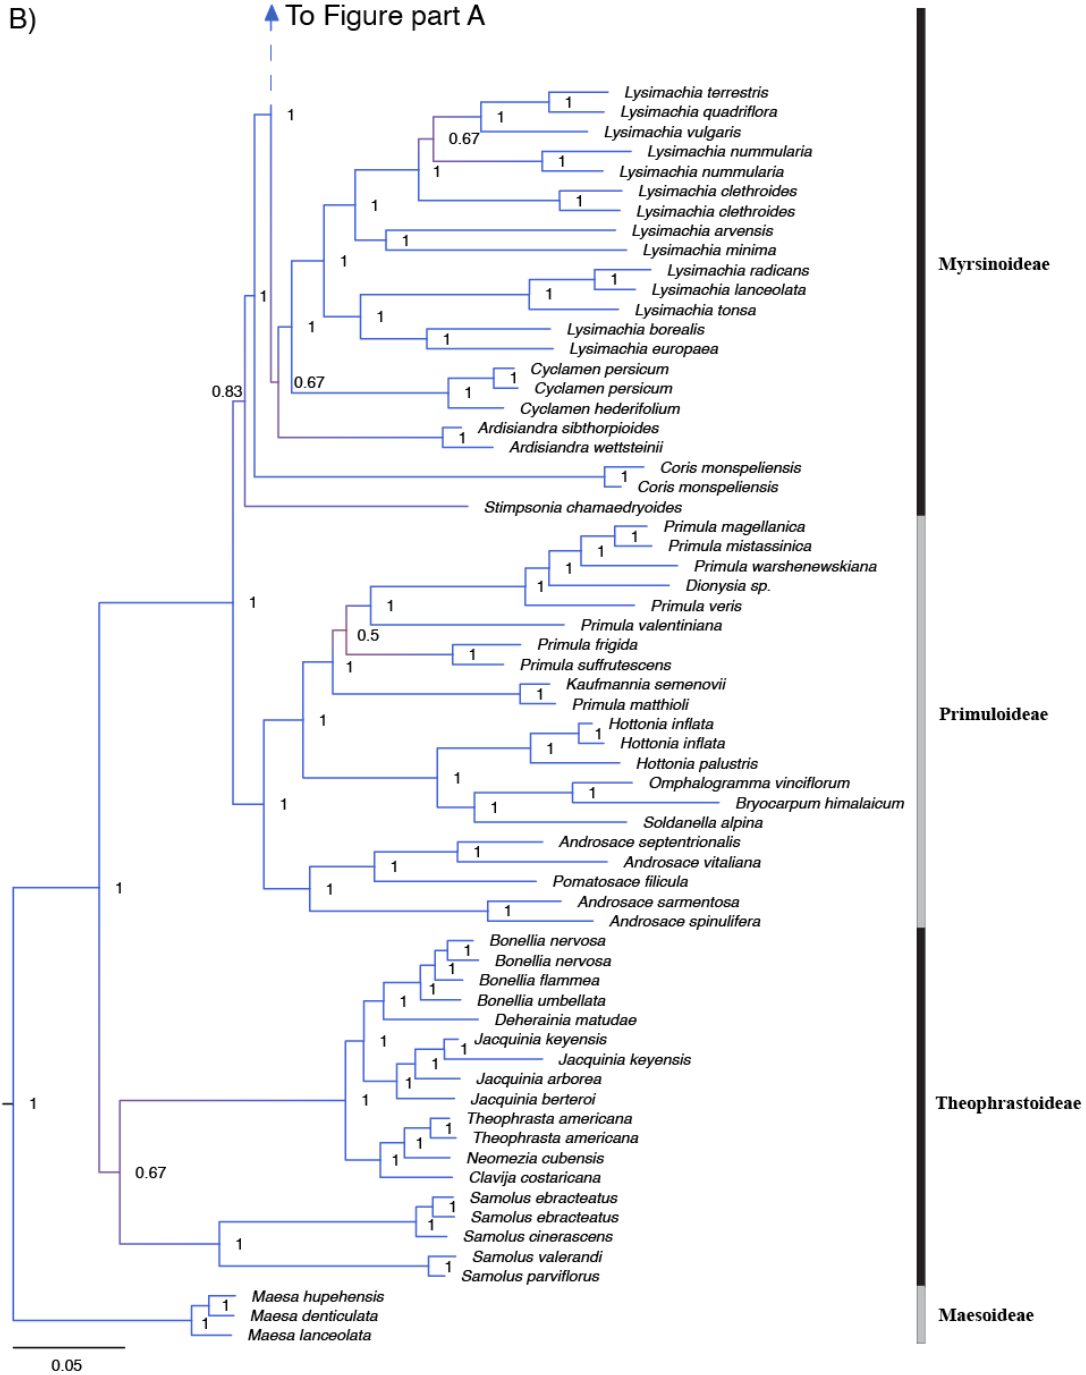 B)
To Figure part A
1
Lysimachia terrestris
1
Lysimachia quadriflora
1
Lysimachia vulgaris
0.67
Lysimachia nummularia
1
Lysimachia nummularia
1
Lysimachia clethroides
1
Lysimachia clethroides
1
Lysimachia arvensis
1
Lysimachia minima
1
Myrsinoideae
Lysimachia radicans
1
Lysimachia lanceolata
1
1
Lysimachia tonsa
1
1
Lysimachia borealis
1
Lysimachia europaea
Cyclamen persicum
1
0.67
Cyclamen persicum
1
0.83
Cyclamen hederifolium
Ardisiandra sibthorpioides
1
Ardisiandra wettsteinii
Coris monspeliensis
1
Coris monspeliensis
Stimpsonia chamaedryoides
Primula magellanica
1
Primula mistassinica
1
Primula warshenewskiana
1
Dionysia sp.
1
Primula veris
1
1
Primula valentiniana
0.5
Primula frigida
1
Primula suffrutescens
1
Kaufmannia semenovii
1
Primula matthioli
Primuloideae
1
Hottonia inflata
1
Hottonia inflata
1
Hottonia palustris
1
Omphalogramma vinciflorum
1
Bryocarpum himalaicum
1
1
Soldanella alpina
Androsace septentrionalis
1
Androsace vitaliana
1
Pomatosace filicula
1
1
Androsace sarmentosa
1
Androsace spinulifera
Bonellia nervosa
1
Bonellia nervosa
1
Bonellia flammea
1
Bonellia umbellata
1
Deherainia matudae
1
Jacquinia keyensis
1
Jacquinia keyensis
1
Jacquinia arborea
1
Jacquinia berteroi
1
1
Theophrastoideae
Theophrasta americana
1
Theophrasta americana
1
Neomezia cubensis
1
0.67
Clavija costaricana
Samolus ebracteatus
1
Samolus ebracteatus
1
Samolus cinerascens
1
Samolus valerandi
1
Samolus parviflorus
Maesa hupehensis
1
Maesa denticulata
1
Maesa lanceolata
Maesoideae
0.05